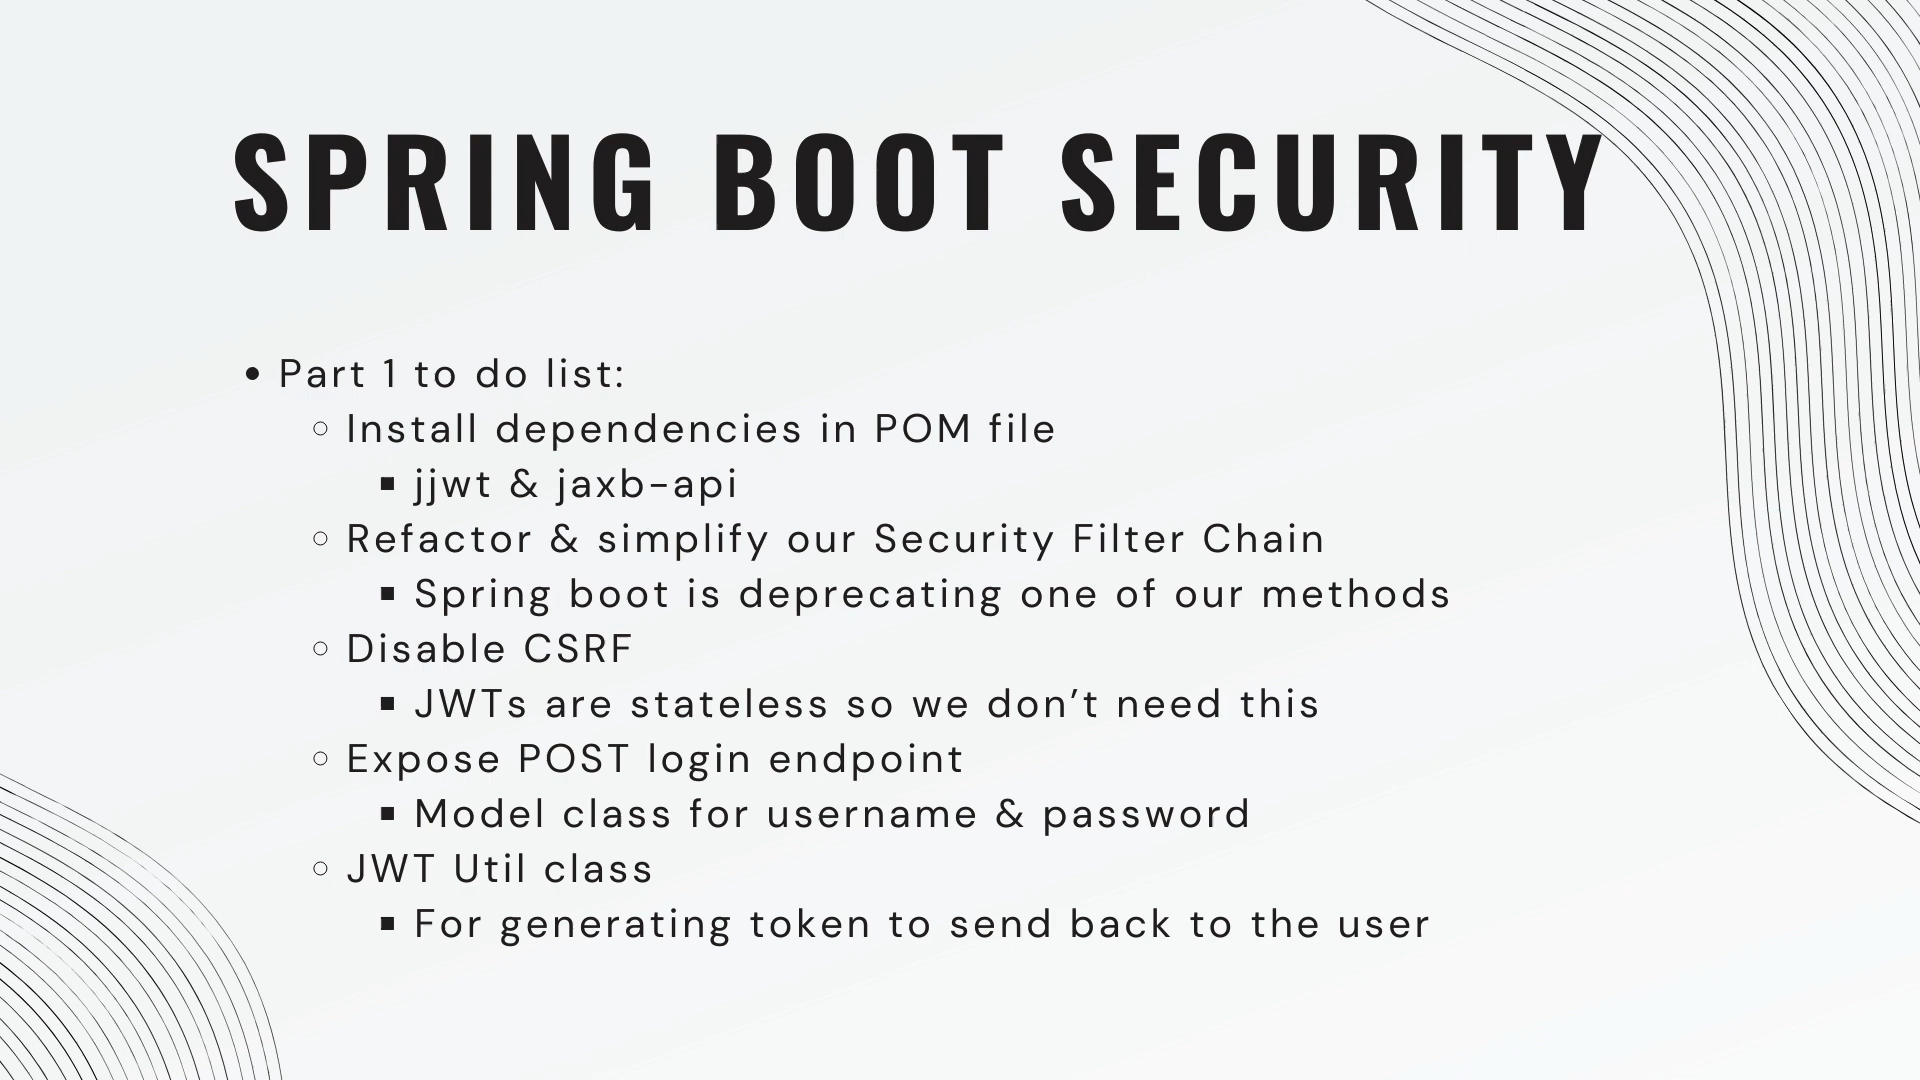 SPRING BOOT SECURITY
• Part 1 to do list:
○ Install dependencies in POM file
▪ jjwt & jaxb-api
○ Refactor & simplify our Security Filter Chain
▪ Spring boot is deprecating one of our methods
○ Disable CSRF
▪ JWTs are stateless so we don’t need this
○ Expose POST login endpoint
▪ Model class for username & password
○ JWT Util class
▪ For generating token to send back to the user